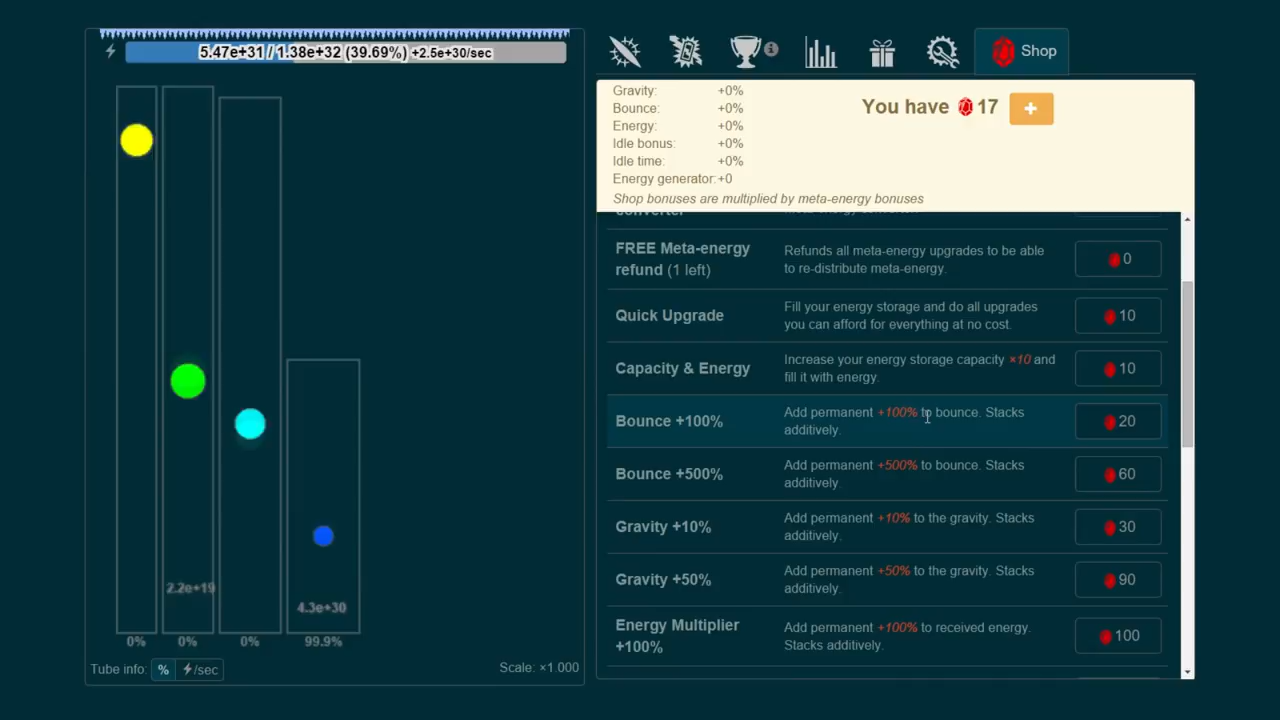 5.47e+31 / 1.38e+32 (39.69%) +2.5e+30/sec
Shop
Gravity: +0%
Bounce: +0%
Energy: +0%
Idle bonus: +0%
Idle time: +0%
Energy generator: +0
You have 17 +
Shop bonuses are multiplied by meta-energy bonuses
converter
meta-energy converter.
FREE Meta-energy
refund (1 left)
Refunds all meta-energy upgrades to be able
to re-distribute meta-energy.
0
Quick Upgrade
Fill your energy storage and do all upgrades
you can afford for everything at no cost.
10
Capacity & Energy
Increase your energy storage capacity ×10 and
fill it with energy.
10
Bounce +100%
Add permanent +100% to bounce. Stacks
additively.
20
Bounce +500%
Add permanent +500% to bounce. Stacks
additively.
60
Gravity +10%
Add permanent +10% to the gravity. Stacks
additively.
30
Gravity +50%
Add permanent +50% to the gravity. Stacks
additively.
90
Energy Multiplier
+100%
Add permanent +100% to received energy.
Stacks additively.
100
2.2e+19
4.3e+30
0% 0% 0% 99.9%
Tube info: % /sec
Scale: ×1.000